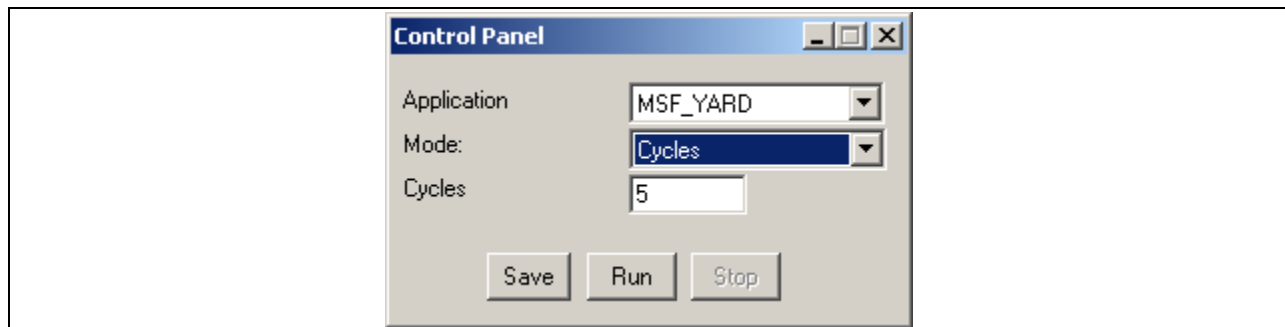 Control Panel
Application MSF_YARD
Mode: Cycles
Cycles 5
Save Run Stop